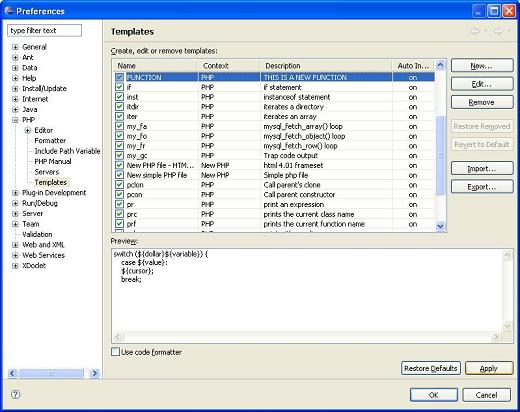 Preferences
type filter text
General
Ant
Data
Help
Install/Update
Internet
Java
PHP
Editor
Formatter
Include Path Variable
PHP Manual
Servers
Templates
Plug-in Development
Run/Debug
Server
Team
Validation
Web and XML
Web Services
XDoclet
Templates
Create, edit or remove templates:
Name Context Description Auto In...
FUNCTION PHP THIS IS A NEW FUNCTION on
if PHP if statement on
inst PHP instanceof statement on
itdir PHP iterates a directory on
iter PHP iterates an array on
my_fa PHP mysql_fetch_array() loop on
my_fo PHP mysql_fetch_object() loop on
my_fr PHP mysql_fetch_row() loop on
my_gc PHP Trap code output on
New PHP file - HTM... New PHP html 4.01 frameset on
New simple PHP file New PHP Simple php file on
pclon PHP Call parent's clone on
pcon PHP Call parent constructor on
pr PHP print an expression on
prc PHP prints the current class name on
prf PHP prints the current function name on
New...
Edit...
Remove
Restore Removed
Revert to Default
Import...
Export...
Preview:
switch (${dollar}${variable}) {
case ${value}:
${cursor};
break;
Use code formatter
Restore Defaults Apply
OK Cancel